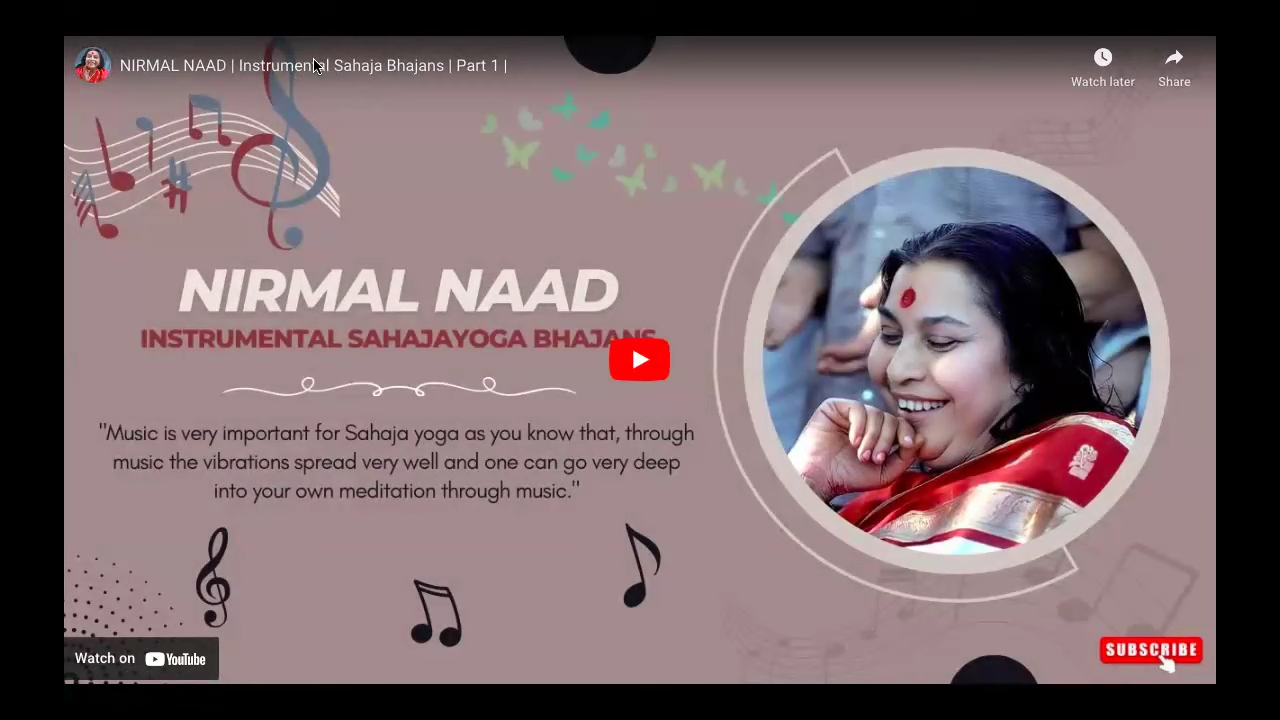 NIRMAL NAAD | Instrumental Sahaja Bhajans | Part 1 |
Watch later
Share
NIRMAL NAAD
INSTRUMENTAL SAHAJAYOGA BHAJANS
"Music is very important for Sahaja yoga as you know that, through
music the vibrations spread very well and one can go very deep
into your own meditation through music."
Watch on YouTube
SUBSCRIBE